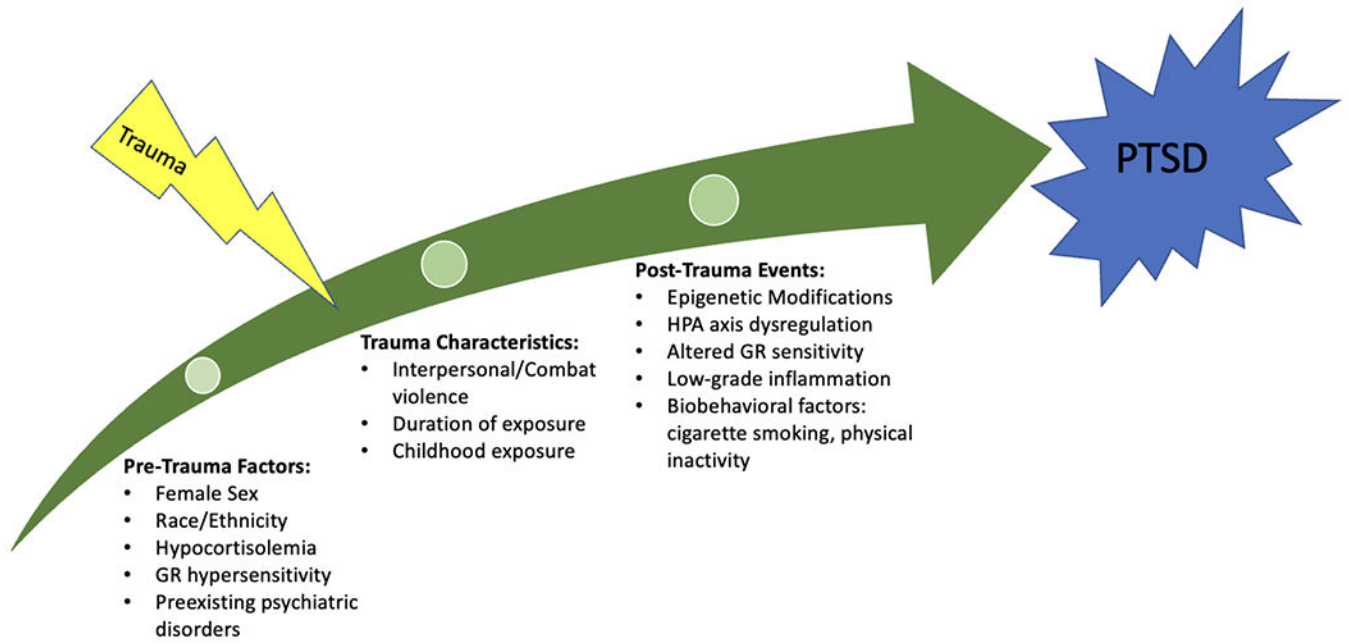 Trauma
PTSD
Pre-Trauma Factors:
• Female Sex
• Race/Ethnicity
• Hypocortisolemia
• GR hypersensitivity
• Preexisting psychiatric
disorders
Trauma Characteristics:
• Interpersonal/Combat
violence
• Duration of exposure
• Childhood exposure
Post-Trauma Events:
• Epigenetic Modifications
• HPA axis dysregulation
• Altered GR sensitivity
• Low-grade inflammation
• Biobehavioral factors:
cigarette smoking, physical
inactivity